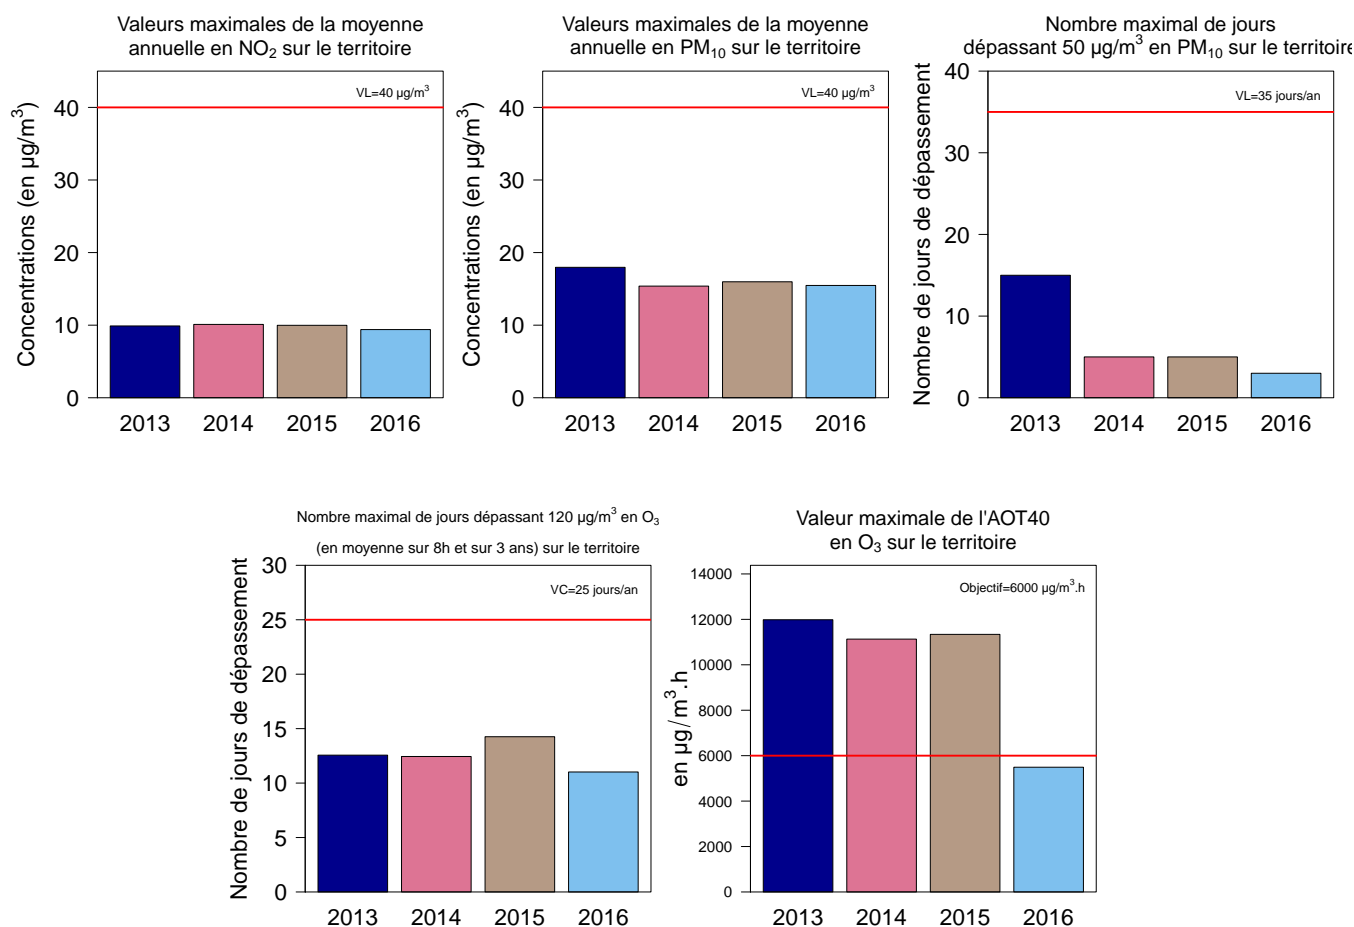 Valeurs maximales de la moyenne
annuelle en NO₂ sur le territoire
Concentrations (en µg/m³)
40
30
20
10
0
VL=40 µg/m³
2013 2014 2015 2016
Valeurs maximales de la moyenne
annuelle en PM₁₀ sur le territoire
Concentrations (en µg/m³)
40
30
20
10
0
VL=40 µg/m³
2013 2014 2015 2016
Nombre maximal de jours
dépassant 50 µg/m³ en PM₁₀ sur le territoire
Nombre de jours de dépassement
40
35
30
25
20
15
10
5
0
VL=35 jours/an
2013 2014 2015 2016
Nombre maximal de jours dépassant 120 µg/m³ en O₃
(en moyenne sur 8h et sur 3 ans) sur le territoire
Nombre de jours de dépassement
30
25
20
15
10
5
0
VC=25 jours/an
2013 2014 2015 2016
Valeur maximale de l'AOT40
en O₃ sur le territoire
en µg/m³.h
14000
12000
10000
8000
6000
4000
2000
0
Objectif=6000 µg/m³.h
2013 2014 2015 2016